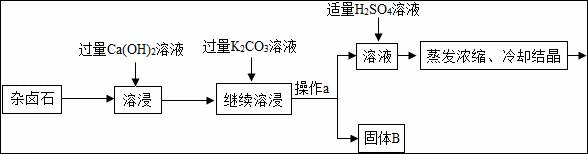 适量H2SO4溶液
过量Ca(OH)2溶液
过量K2CO3溶液
溶液
蒸发浓缩、冷却结晶
操作a
杂卤石
溶浸
继续溶浸
固体B